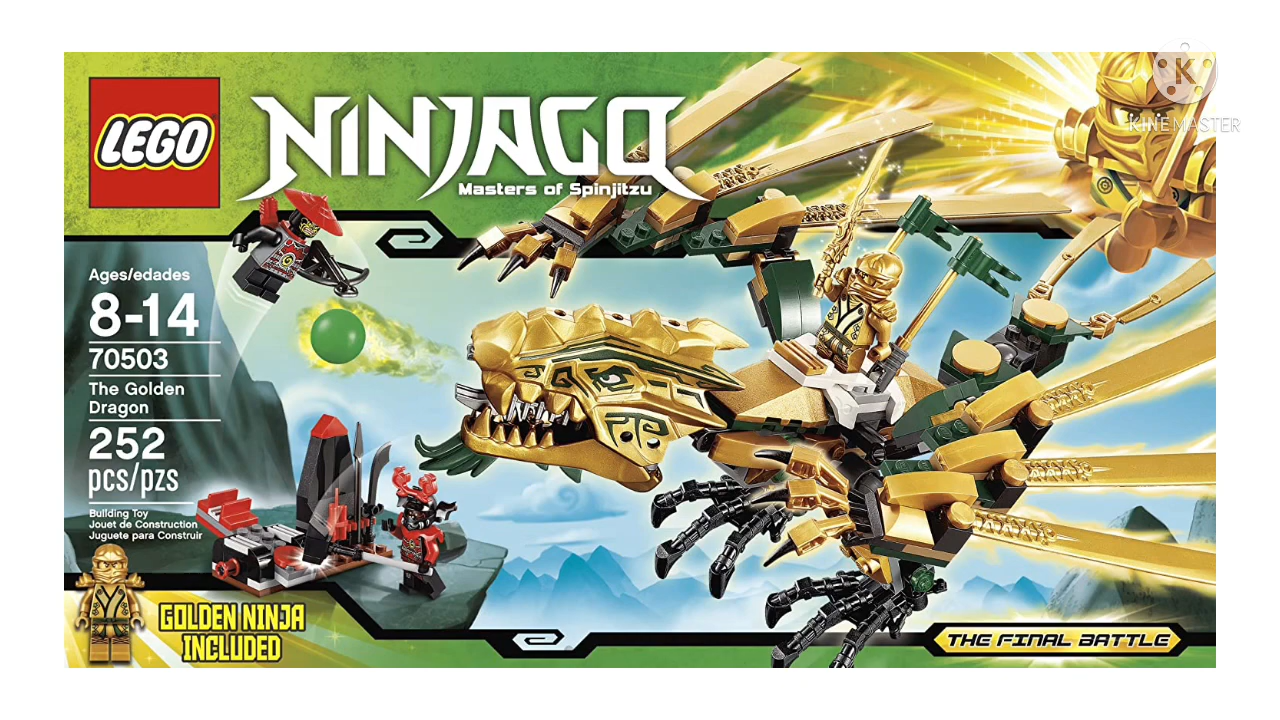 LEGO
NINJAGO
Masters of Spinjitzu
K
KINEMASTER
Ages/edades
8-14
70503
The Golden
Dragon
252
pcs/pzs
Building Toy
Jouet de Construction
Juguete para Construir
GOLDEN NINJA
INCLUDED
THE FINAL BATTLE